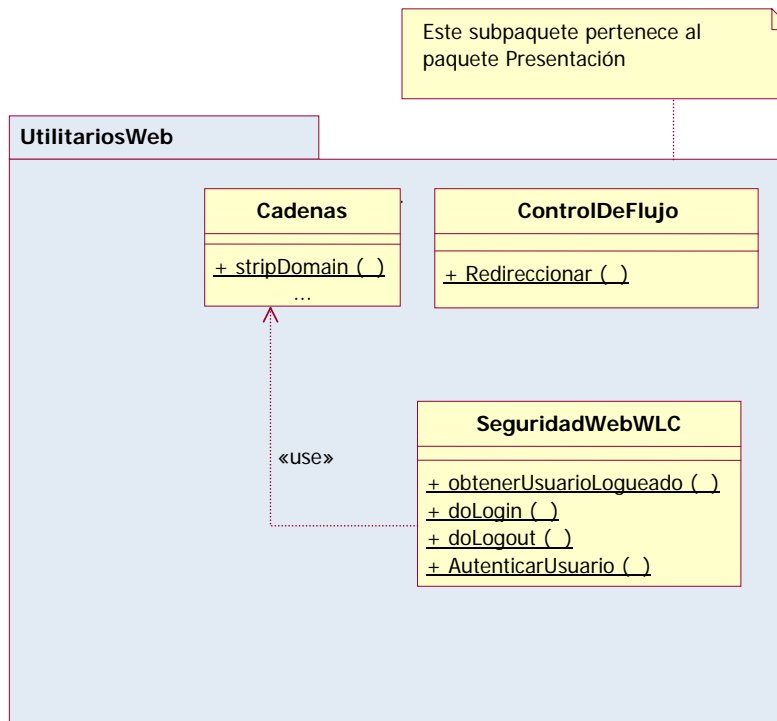 Este subpaquete pertenece al
paquete Presentación
UtilitariosWeb
Cadenas
+ stripDomain ( )
...
ControlDeFlujo
+ Redireccionar ( )
«use»
SeguridadWebWLC
+ obtenerUsuarioLogueado ( )
+ doLogin ( )
+ doLogout ( )
+ AutenticarUsuario ( )